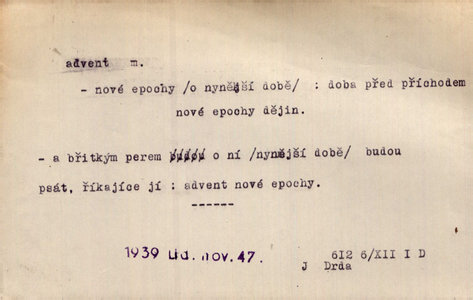 advent m.
- nové epochy /o nynější době/ : doba před příchodem
nové epochy dějin.
- a břitkým perem budou o ní /nynější době/ budou
psát, říkajíce jí : advent nové epochy.
------
1939 Lid. nov. 47.
612 6/XII I D
J Drda